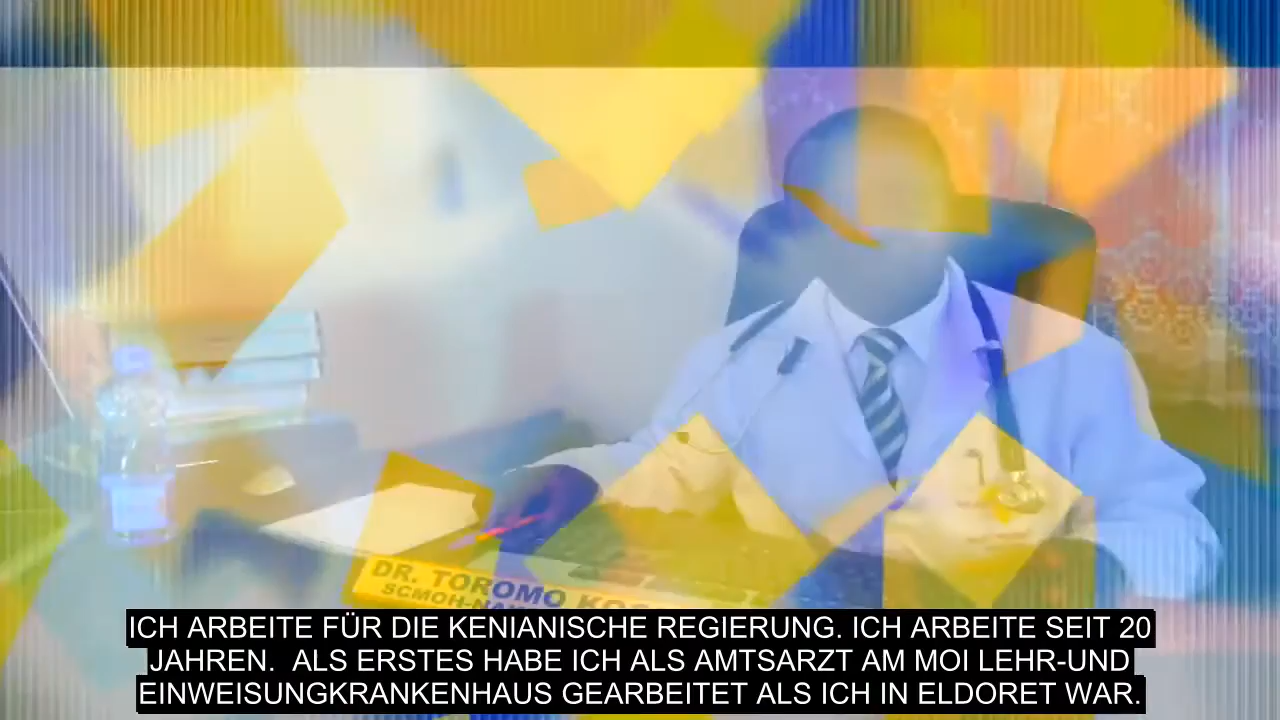 DR. TOROMO
ICH ARBEITE FÜR DIE KENIANISCHE REGIERUNG. ICH ARBEITE SEIT 20
JAHREN.  ALS ERSTES HABE ICH ALS AMTSARZT AM MOI LEHR-UND
EINWEISUNGKRANKENHAUS GEARBEITET ALS ICH IN ELDORET WAR.